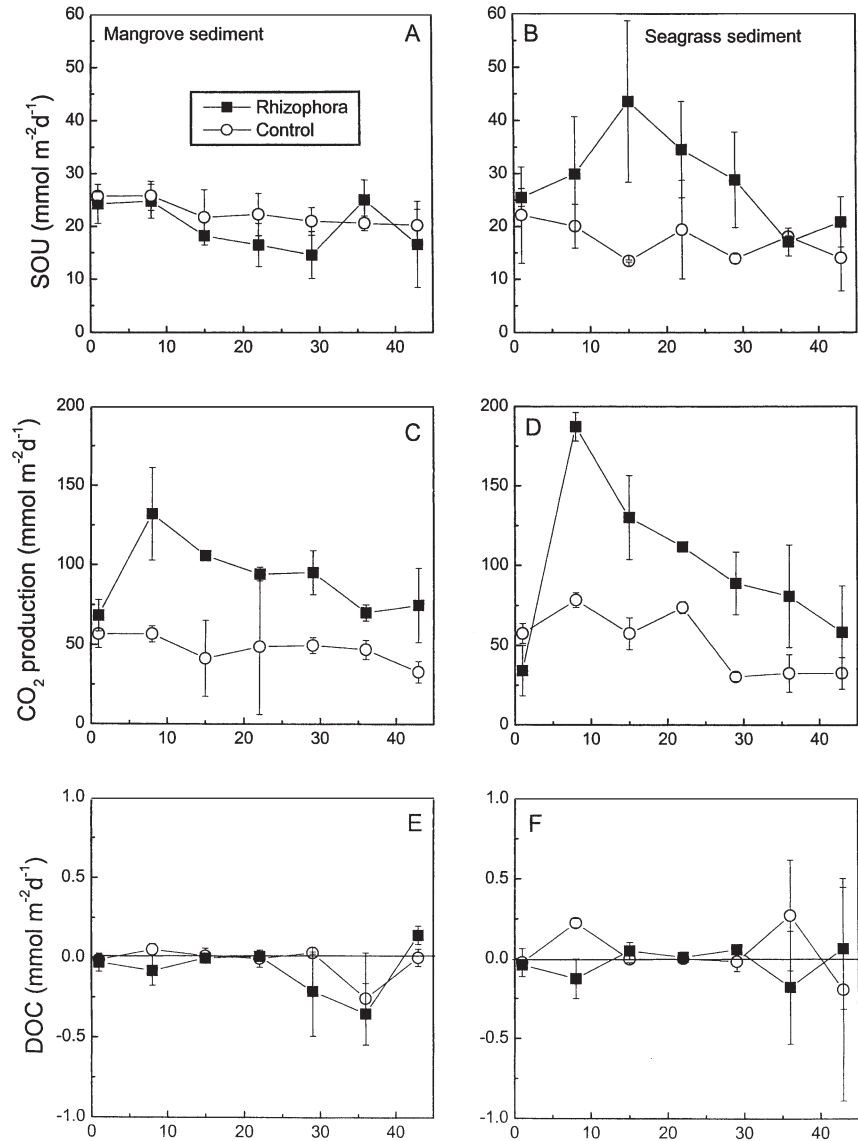 Mangrove sediment
A
Rhizophora
Control
SOU (mmol m⁻²d⁻¹)
60
50
40
30
20
10
0
0 10 20 30 40
B
Seagrass sediment
60
50
40
30
20
10
0
0 10 20 30 40
C
CO₂ production (mmol m⁻²d⁻¹)
200
150
100
50
0
0 10 20 30 40
D
200
150
100
50
0
0 10 20 30 40
E
DOC (mmol m⁻²d⁻¹)
1.0
0.5
0.0
-0.5
-1.0
0 10 20 30 40
F
1.0
0.5
0.0
-0.5
-1.0
0 10 20 30 40